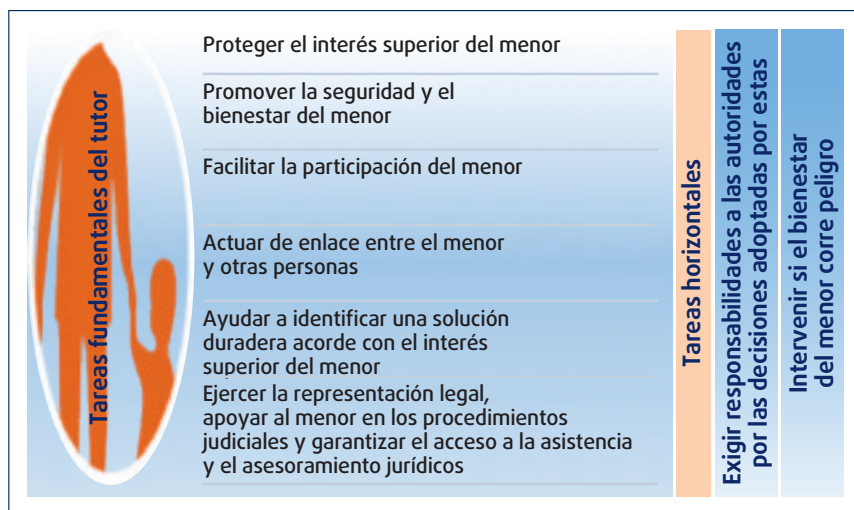 Tareas fundamentales del tutor
Proteger el interés superior del menor
Promover la seguridad y el
bienestar del menor
Facilitar la participación del menor
Actuar de enlace entre el menor
y otras personas
Ayudar a identificar una solución
duradera acorde con el interés
superior del menor
Ejercer la representación legal,
apoyar al menor en los procedimientos
judiciales y garantizar el acceso a la asistencia
y el asesoramiento jurídicos
Tareas horizontales
Exigir responsabilidades a las autoridades
por las decisiones adoptadas por estas
Intervenir si el bienestar
del menor corre peligro